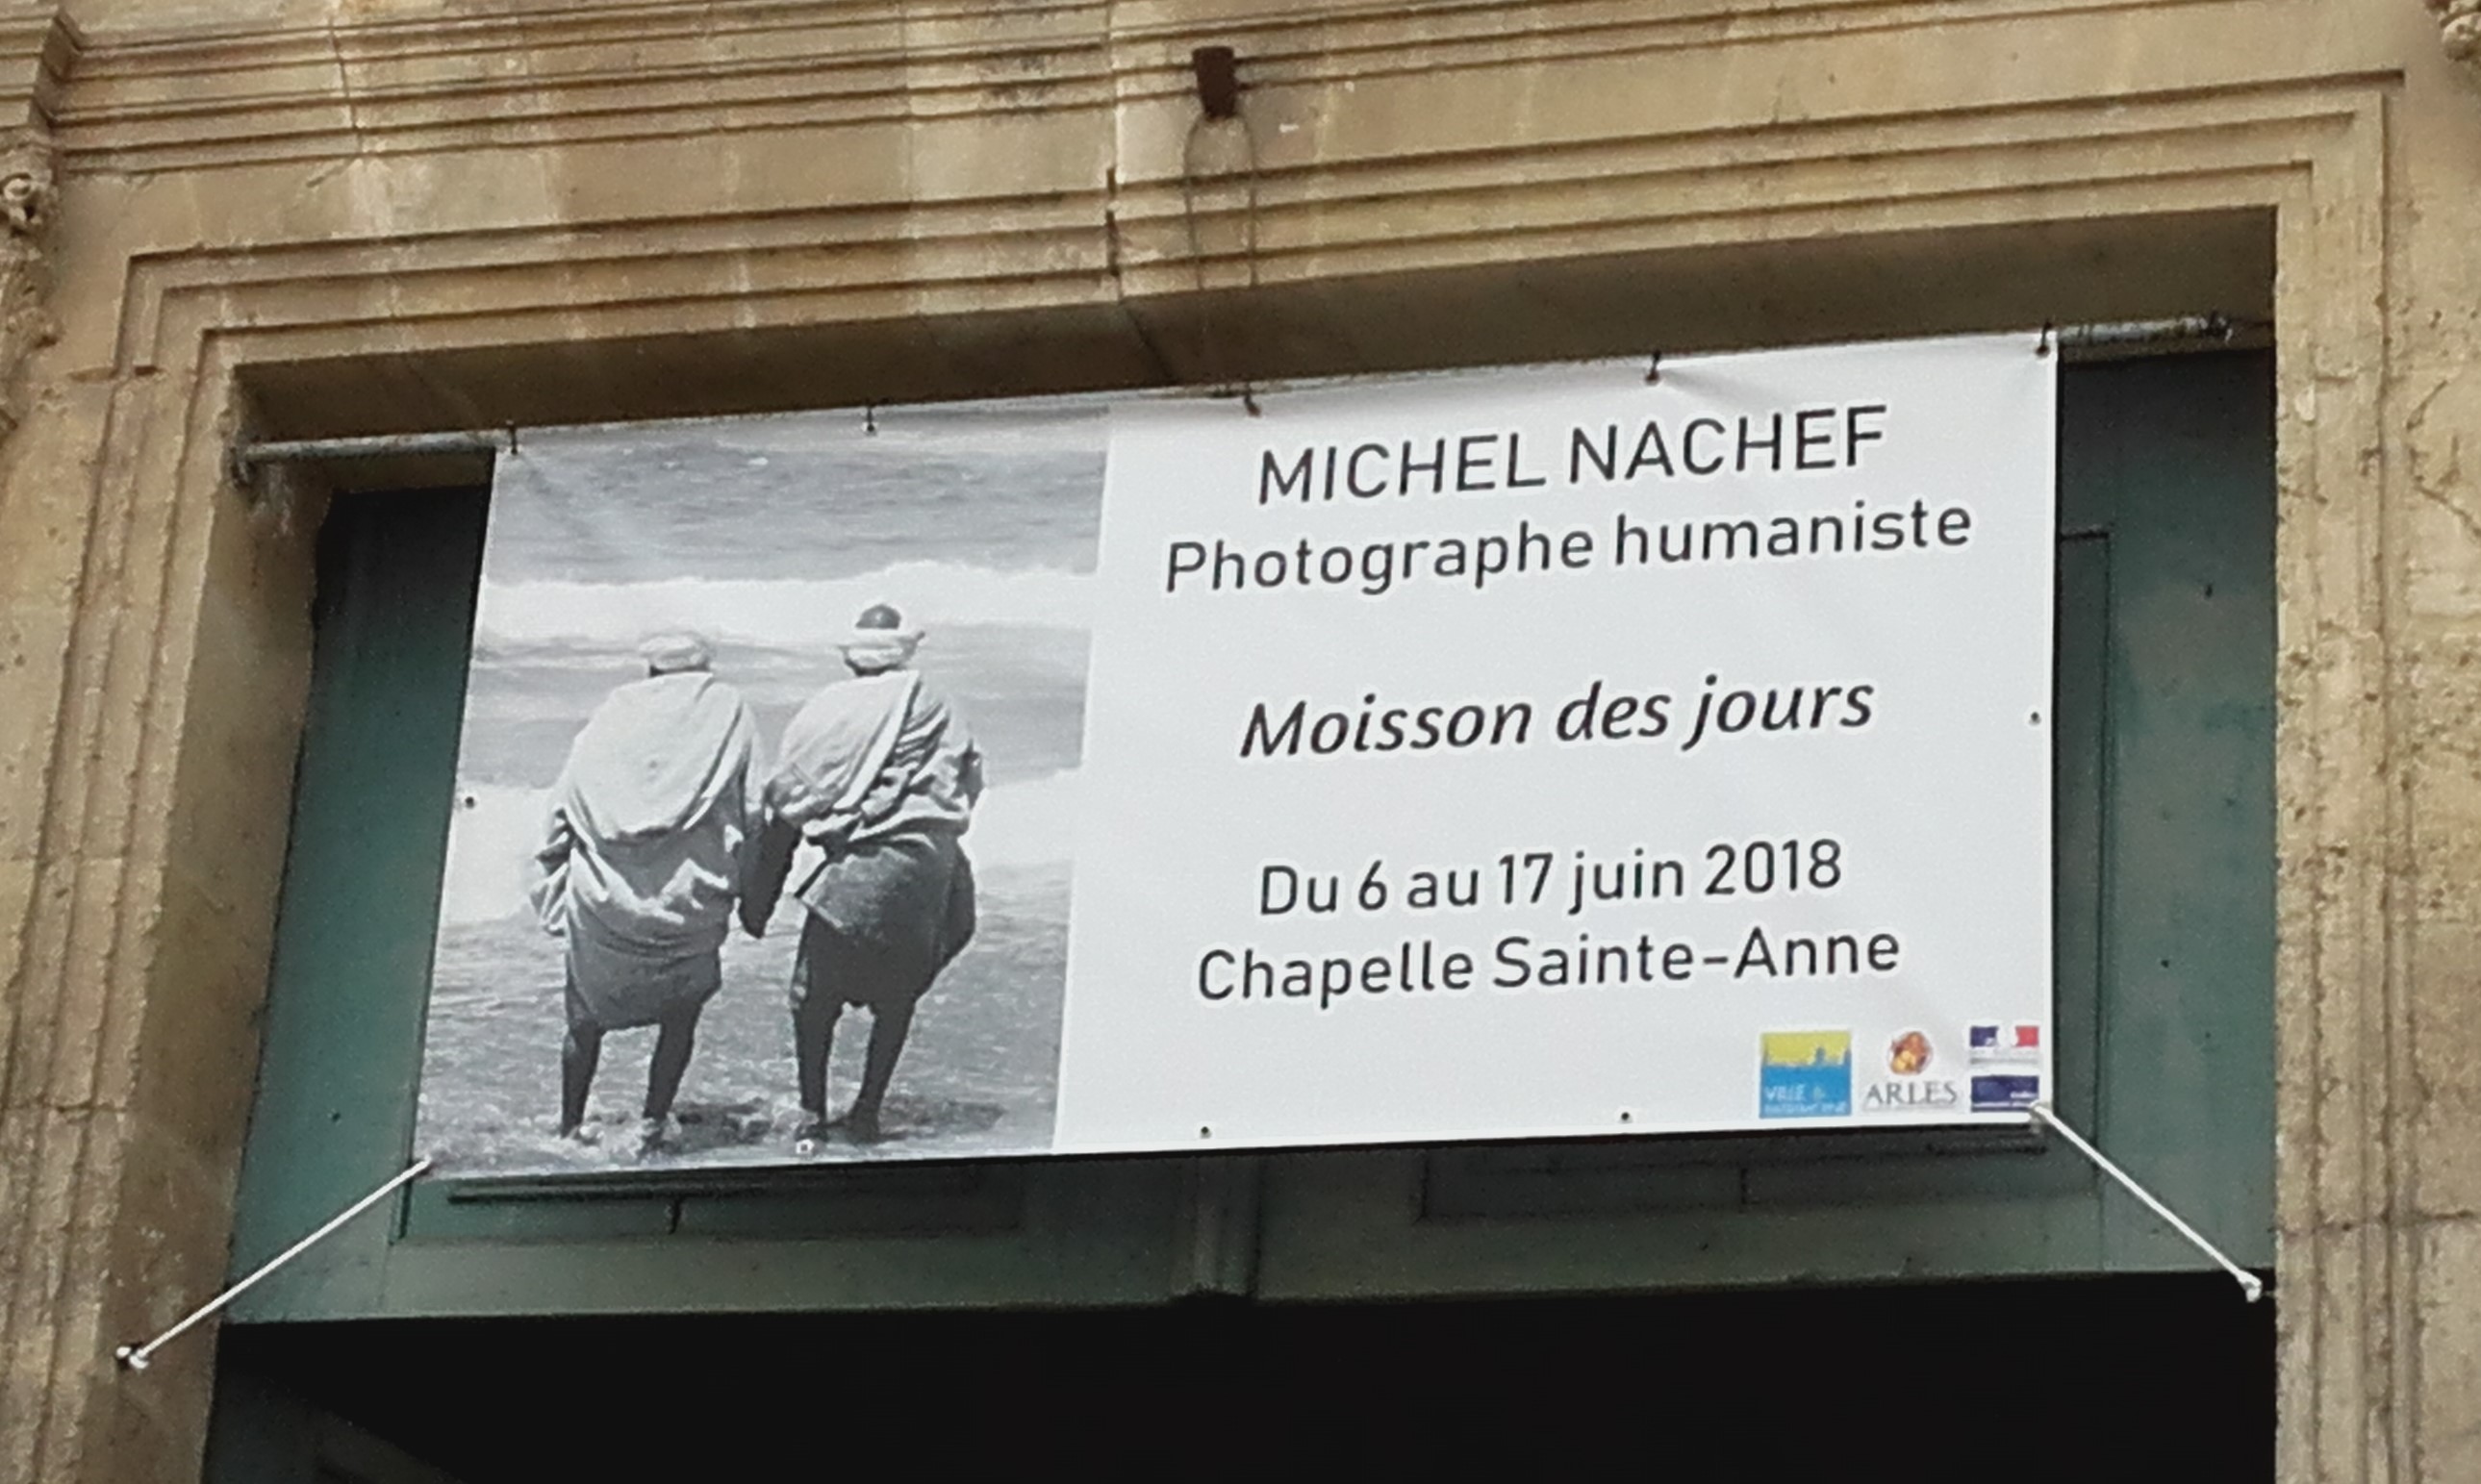 MICHEL NACHEF
Photographe humaniste
Moisson des jours
Du 6 au 17 juin 2018
Chapelle Sainte-Anne
ARLES